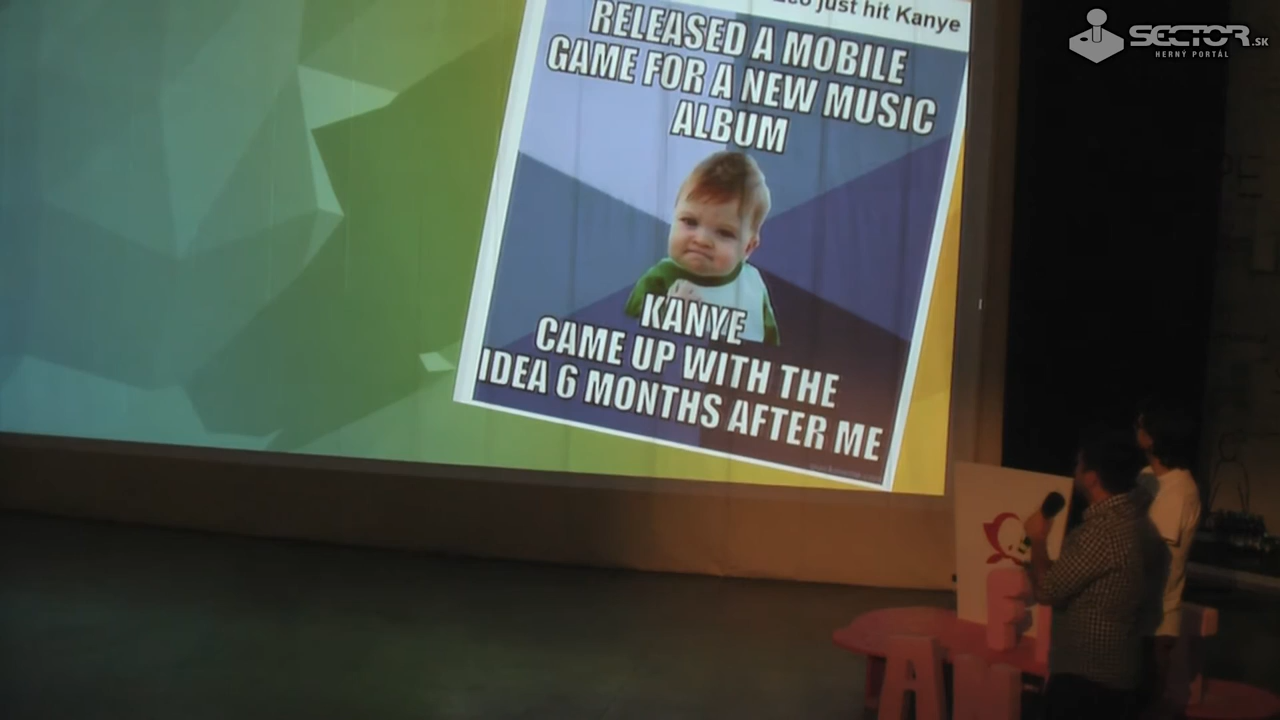 just hit Kanye
RELEASED A MOBILE
GAME FOR A NEW MUSIC
ALBUM
KANYE
CAME UP WITH THE
IDEA 6 MONTHS AFTER ME
SECTOR.SK
HERNÝ PORTÁL